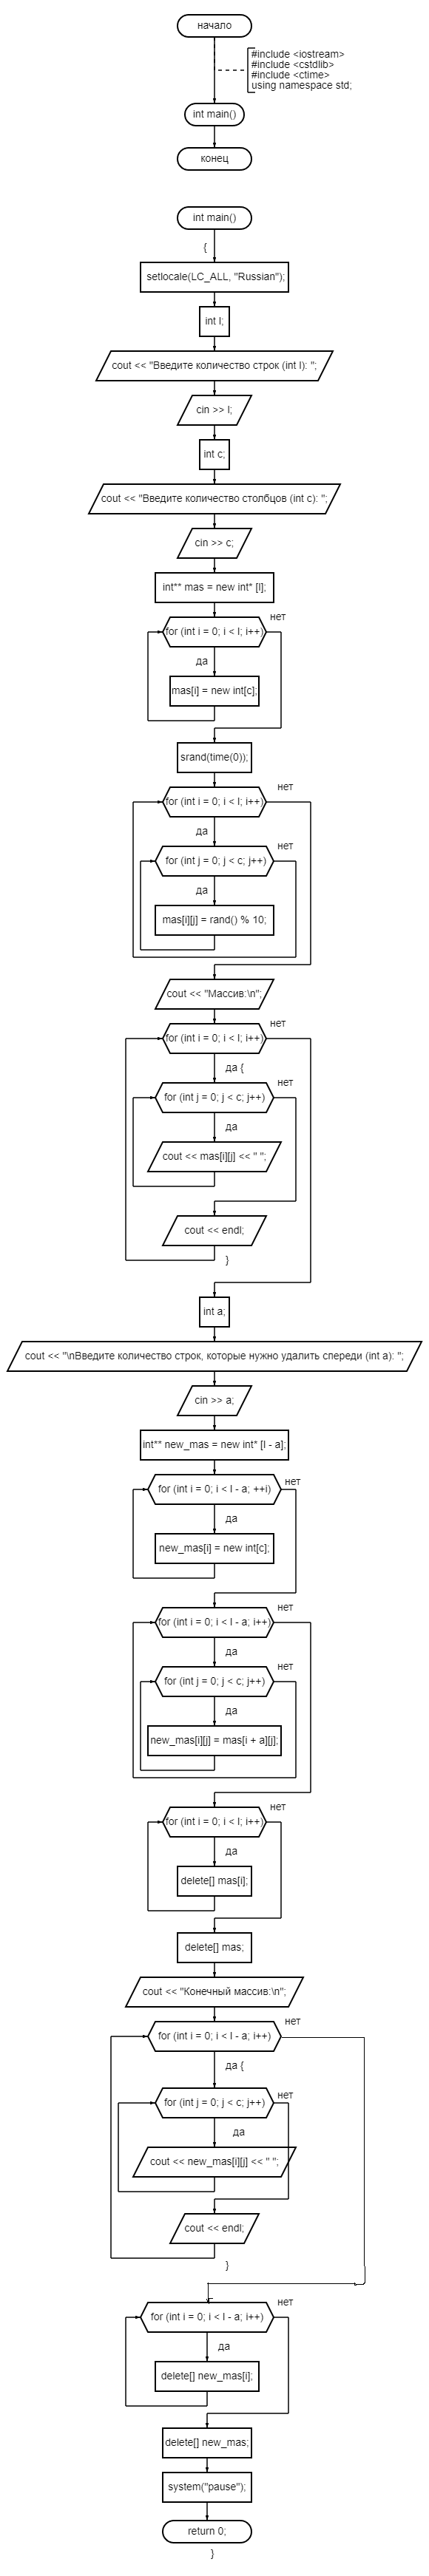 начало
#include <iostream>
#include <cstdlib>
#include <ctime>
using namespace std;
int main()
конец
int main()
{
setlocale(LC_ALL, "Russian");
int l;
cout << "Введите количество строк (int l): ";
cin >> l;
int c;
cout << "Введите количество столбцов (int c): ";
cin >> c;
int** mas = new int* [l];
нет
for (int i = 0; i < l; i++)
да
mas[i] = new int[c];
srand(time(0));
нет
for (int i = 0; i < l; i++)
да
нет
for (int j = 0; j < c; j++)
да
mas[i][j] = rand() % 10;
cout << "Массив:\n";
нет
for (int i = 0; i < l; i++)
да {
нет
for (int j = 0; j < c; j++)
да
cout << mas[i][j] << " ";
cout << endl;
}
int a;
cout << "\nВведите количество строк, которые нужно удалить спереди (int a): ";
cin >> a;
int** new_mas = new int* [l - a];
нет
for (int i = 0; i < l - a; ++i)
да
new_mas[i] = new int[c];
нет
for (int i = 0; i < l - a; i++)
да
нет
for (int j = 0; j < c; j++)
да
new_mas[i][j] = mas[i + a][j];
нет
for (int i = 0; i < l; i++)
да
delete[] mas[i];
delete[] mas;
cout << "Конечный массив:\n";
нет
for (int i = 0; i < l - a; i++)
да {
нет
for (int j = 0; j < c; j++)
да
cout << new_mas[i][j] << " ";
cout << endl;
}
нет
for (int i = 0; i < l - a; i++)
да
delete[] new_mas[i];
delete[] new_mas;
system("pause");
return 0;
}